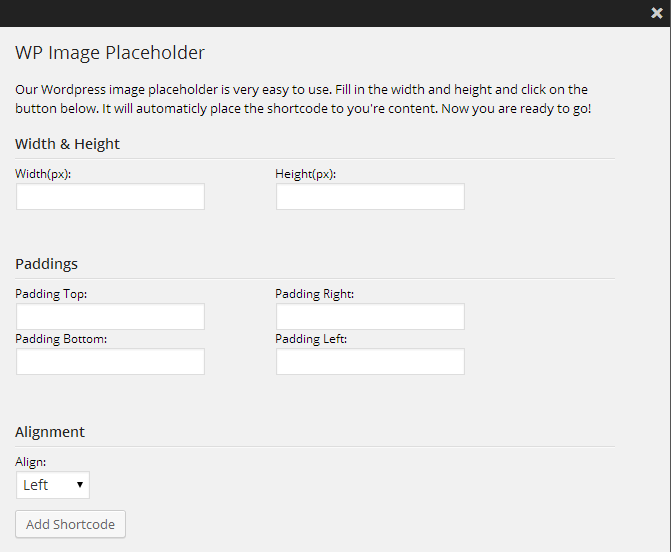 WP Image Placeholder
Our Wordpress image placeholder is very easy to use. Fill in the width and height and click on the
button below. It will automaticly place the shortcode to you're content. Now you are ready to go!
Width & Height
Width(px): Height(px):
Paddings
Padding Top: Padding Right:
Padding Bottom: Padding Left:
Alignment
Align:
Left
Add Shortcode